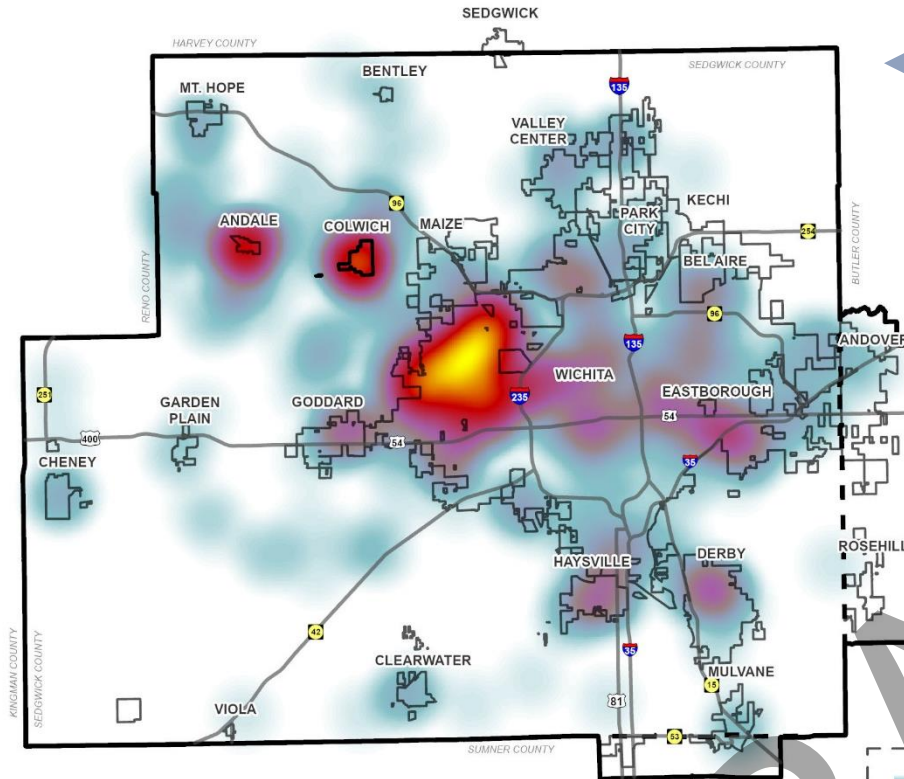 SEDGWICK
HARVEY COUNTY
SEDGWICK COUNTY
BENTLEY
MT. HOPE
135
VALLEY
CENTER
96
ANDALE
COLWICH
MAIZE
PARK
CITY
KECHI
254
BEL AIRE
RENO COUNTY
BUTLER COUNTY
96
135
ANDOVER
251
WICHITA
235
EASTBOROUGH
54
GARDEN
PLAIN
GODDARD
400
54
CHENEY
35
HAYSVILLE
DERBY
ROSEHILL
42
35
CLEARWATER
KINGMAN COUNTY
SEDGWICK COUNTY
MULVANE
15
81
VIOLA
53
SUMNER COUNTY